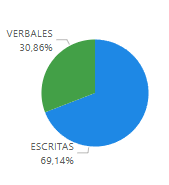 VERBALES
30,86%
ESCRITAS
69,14%